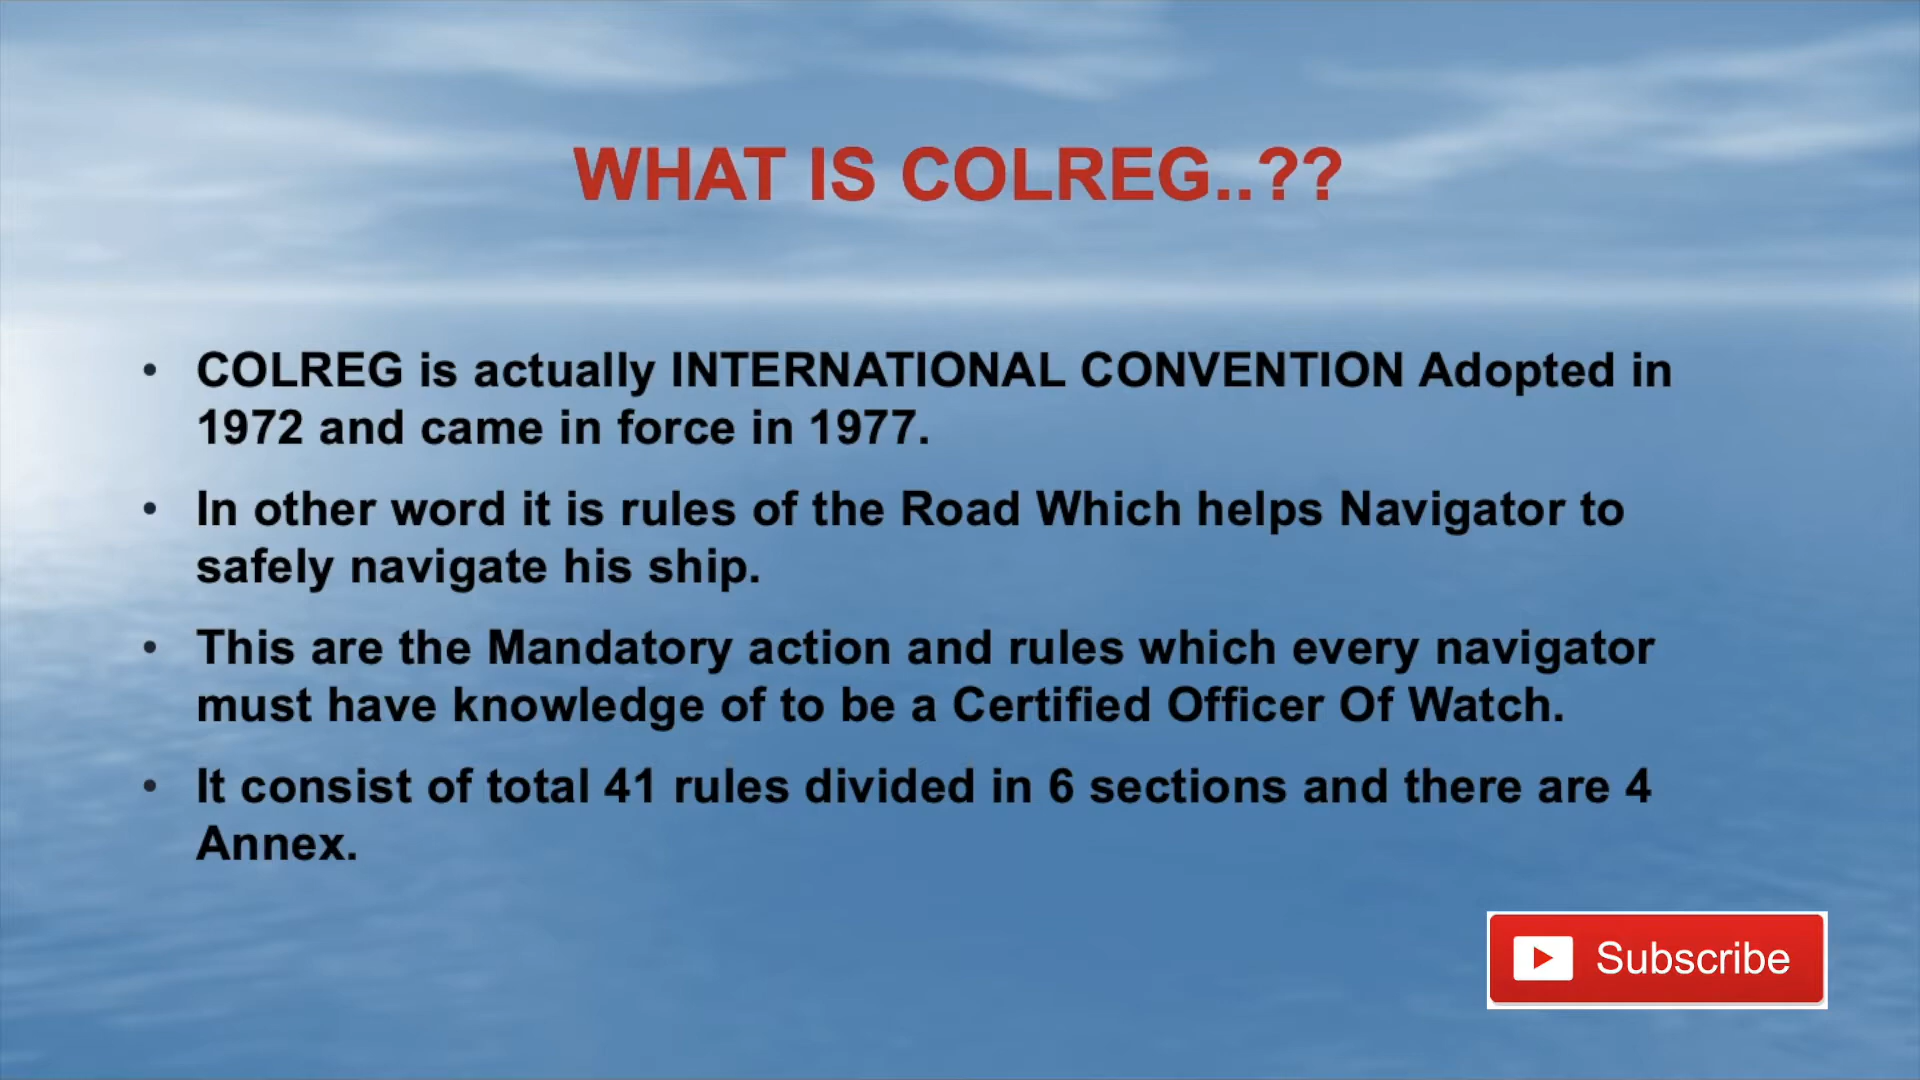 WHAT IS COLREG..??
• COLREG is actually INTERNATIONAL CONVENTION Adopted in
1972 and came in force in 1977.
• In other word it is rules of the Road Which helps Navigator to
safely navigate his ship.
• This are the Mandatory action and rules which every navigator
must have knowledge of to be a Certified Officer Of Watch.
• It consist of total 41 rules divided in 6 sections and there are 4
Annex.
Subscribe